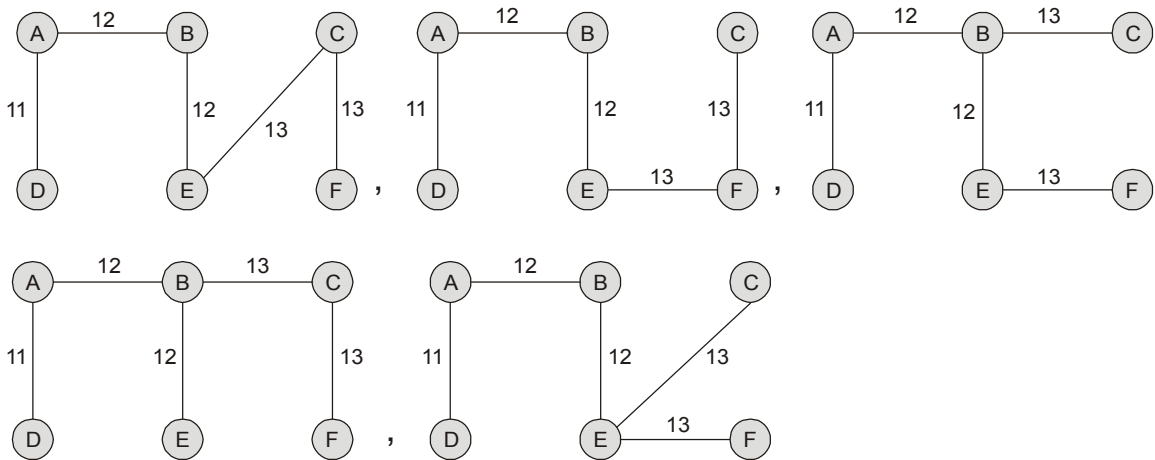 12 12 12 13
A B C A B C A B C
11 12 13 13 11 12 13 11 12
13 13
D E F , D E F , D E F
12 13 12
A B C A B C
11 12 13 11 12 13
13
D E F , D E F